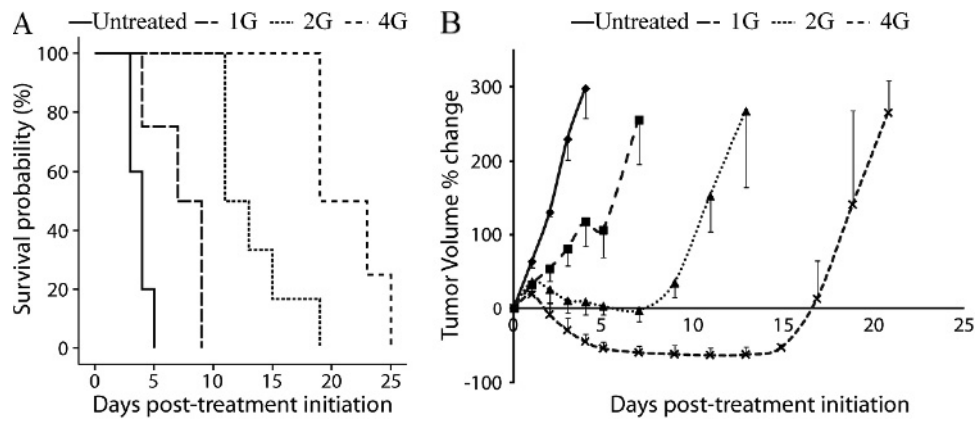 A
Untreated 1G 2G 4G
Survival probability (%)
100
80
60
40
20
0
0 5 10 15 20 25
Days post-treatment initiation
B
Untreated 1G 2G 4G
Tumor Volume % change
300
200
100
0
-100
0 5 10 15 20 25
Days post-treatment initiation